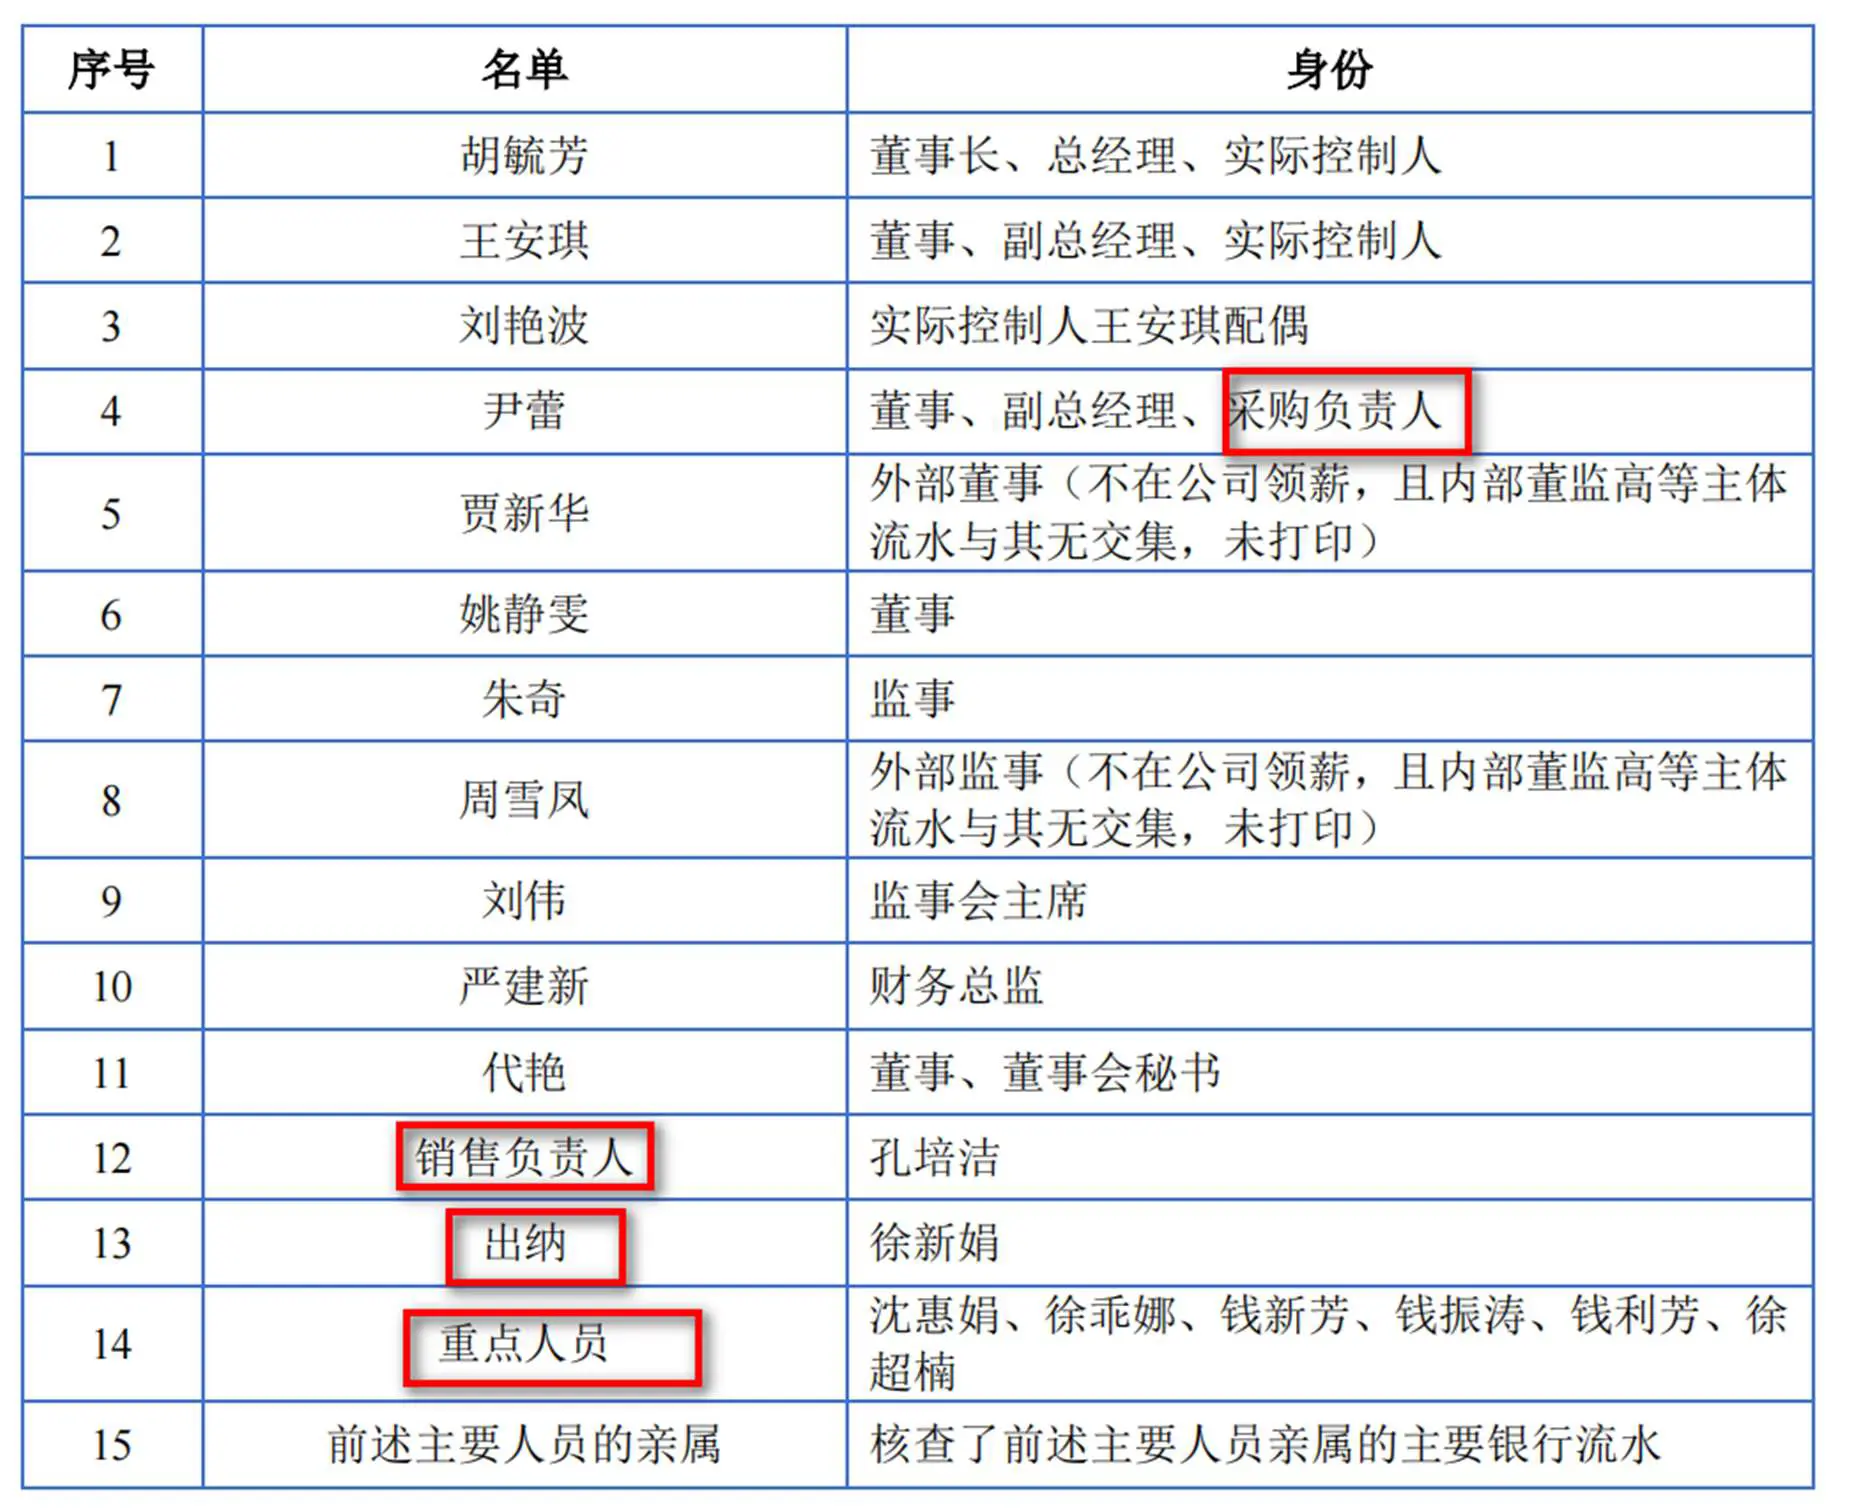 序号 名单 身份
1 胡毓芳 董事长、总经理、实际控制人
2 王安琪 董事、副总经理、实际控制人
3 刘艳波 实际控制人王安琪配偶
4 尹蕾 董事、副总经理、采购负责人
5 贾新华 外部董事（不在公司领薪，且内部董监高等主体
流水与其无交集，未打印）
6 姚静雯 董事
7 朱奇 监事
8 周雪凤 外部监事（不在公司领薪，且内部董监高等主体
流水与其无交集，未打印）
9 刘伟 监事会主席
10 严建新 财务总监
11 代艳 董事、董事会秘书
12 销售负责人 孔培洁
13 出纳 徐新娟
14 重点人员 沈惠娟、徐乖娜、钱新芳、钱振涛、钱利芳、徐
超楠
15 前述主要人员的亲属 核查了前述主要人员亲属的主要银行流水